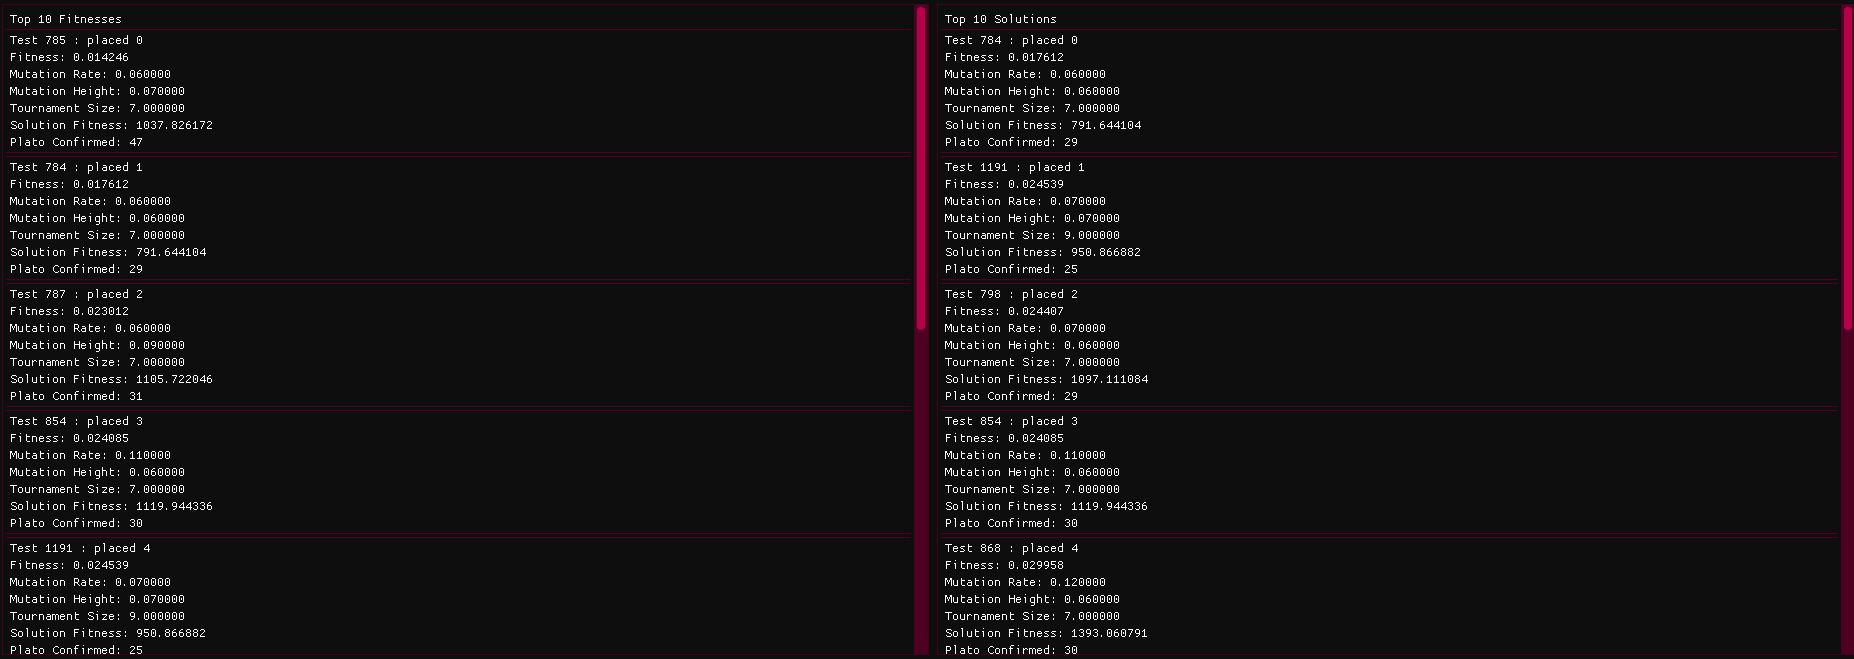 Top 10 Fitnesses
Test 785 : placed 0
Fitness: 0.014246
Mutation Rate: 0.060000
Mutation Height: 0.070000
Tournament Size: 7.000000
Solution Fitness: 1037.826172
Plato Confirmed: 47
Test 784 : placed 1
Fitness: 0.017612
Mutation Rate: 0.060000
Mutation Height: 0.060000
Tournament Size: 7.000000
Solution Fitness: 791.644104
Plato Confirmed: 29
Test 787 : placed 2
Fitness: 0.023012
Mutation Rate: 0.060000
Mutation Height: 0.090000
Tournament Size: 7.000000
Solution Fitness: 1105.722046
Plato Confirmed: 31
Test 854 : placed 3
Fitness: 0.024085
Mutation Rate: 0.110000
Mutation Height: 0.060000
Tournament Size: 7.000000
Solution Fitness: 1119.944336
Plato Confirmed: 30
Test 1191 : placed 4
Fitness: 0.024539
Mutation Rate: 0.070000
Mutation Height: 0.070000
Tournament Size: 9.000000
Solution Fitness: 950.866882
Plato Confirmed: 25
Top 10 Solutions
Test 784 : placed 0
Fitness: 0.017612
Mutation Rate: 0.060000
Mutation Height: 0.060000
Tournament Size: 7.000000
Solution Fitness: 791.644104
Plato Confirmed: 29
Test 1191 : placed 1
Fitness: 0.024539
Mutation Rate: 0.070000
Mutation Height: 0.070000
Tournament Size: 9.000000
Solution Fitness: 950.866882
Plato Confirmed: 25
Test 798 : placed 2
Fitness: 0.024407
Mutation Rate: 0.070000
Mutation Height: 0.060000
Tournament Size: 7.000000
Solution Fitness: 1097.111084
Plato Confirmed: 29
Test 854 : placed 3
Fitness: 0.024085
Mutation Rate: 0.110000
Mutation Height: 0.060000
Tournament Size: 7.000000
Solution Fitness: 1119.944336
Plato Confirmed: 30
Test 868 : placed 4
Fitness: 0.029958
Mutation Rate: 0.120000
Mutation Height: 0.060000
Tournament Size: 7.000000
Solution Fitness: 1393.060791
Plato Confirmed: 30